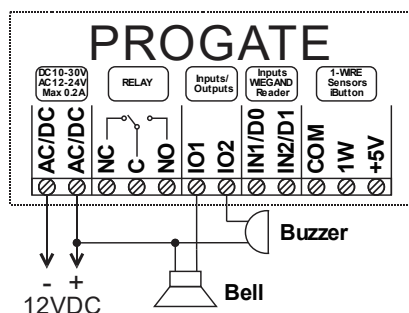 PROGATE
DC10-30V
AC12-24V
Max 0.2A
RELAY
Inputs/
Outputs
Inputs
WIEGAND
Reader
1-WIRE
Sensors
iButton
AC/DC
AC/DC
NC
C
NO
IO1
IO2
IN1/D0
IN2/D1
COM
1W
+5V
Buzzer
- +
12VDC
Bell